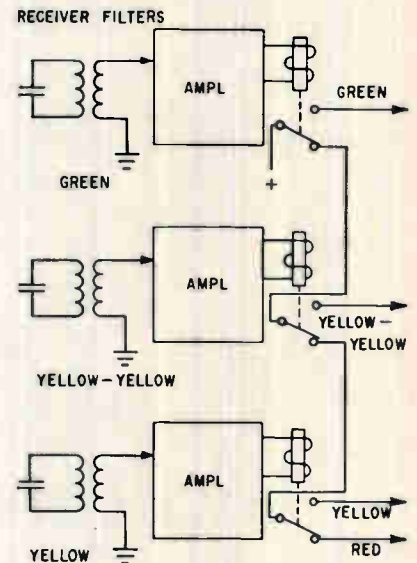 RECEIVER FILTERS
AMPL
GREEN
+
GREEN
AMPL
YELLOW-
YELLOW
YELLOW-YELLOW
AMPL
YELLOW
RED
YELLOW